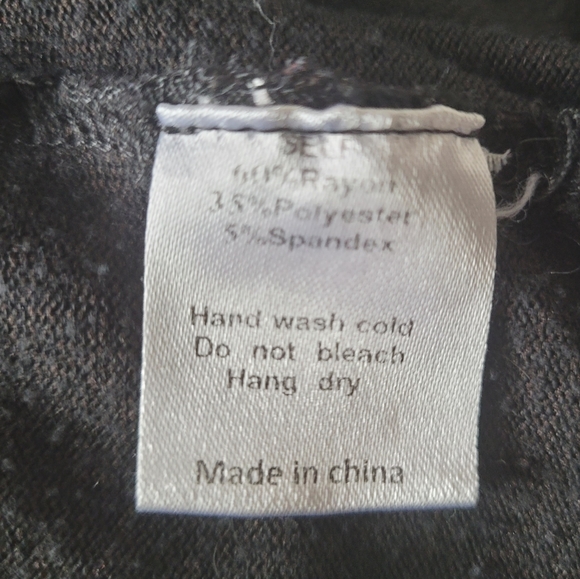 SELF
60%Rayon
35%Polyester
5%Spandex
Hand wash cold
Do not bleach
Hang dry
Made in china